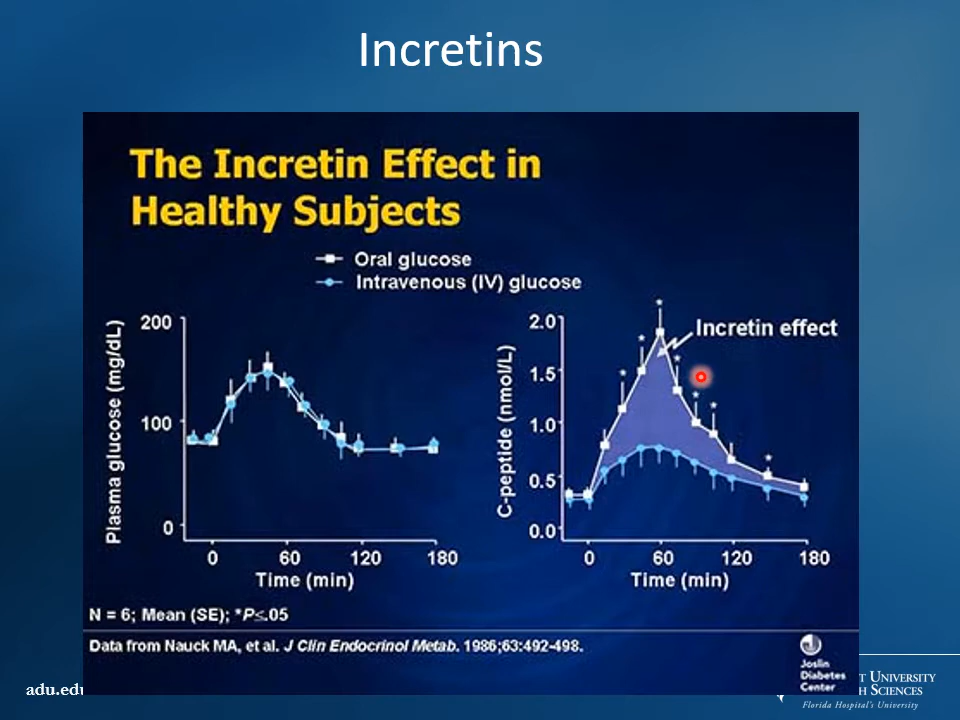 Incretins
The Incretin Effect in
Healthy Subjects
Oral glucose
Intravenous (IV) glucose
Plasma glucose (mg/dL)
200
100
0
0 60 120 180
Time (min)
C-peptide (nmol/L)
2.0
1.5
1.0
0.5
0.0
* * * * * * *
Incretin effect
0 60 120 180
Time (min)
N = 6; Mean (SE); *P≤.05
Data from Nauck MA, et al. J Clin Endocrinol Metab. 1986;63:492-498.
Joslin
Diabetes
Center
adu.edu
T UNIVERSITY
H SCIENCES
Florida Hospital's University